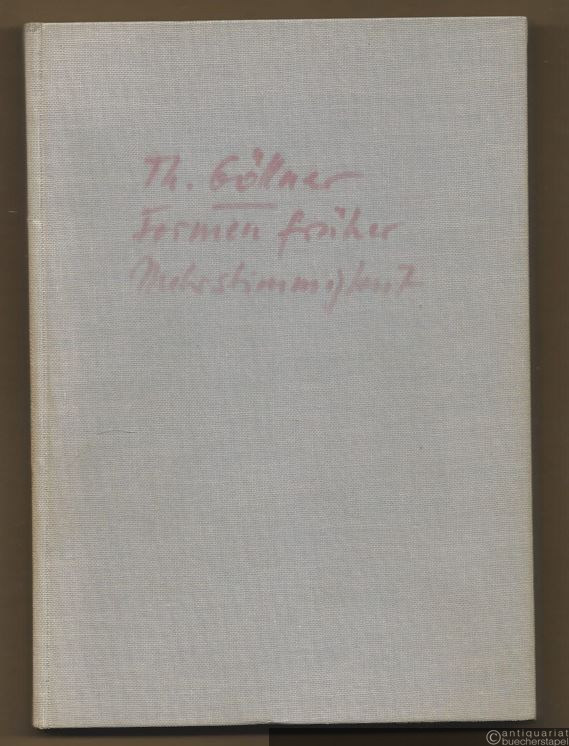 Th. Göllner
Formen früher
Mehrstimmigkeit
©antiquariat
buecherstapel